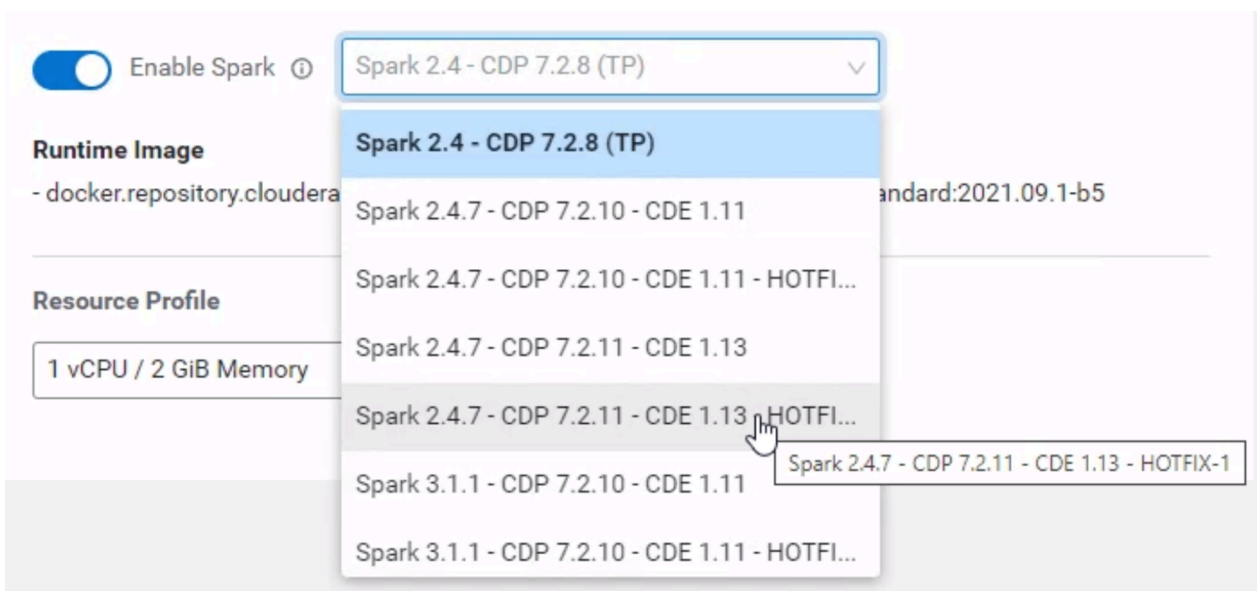 Enable Spark
Spark 2.4 - CDP 7.2.8 (TP)
Spark 2.4 - CDP 7.2.8 (TP)
Runtime Image
- docker.repository.cloudera
andard:2021.09.1-b5
Spark 2.4.7 - CDP 7.2.10 - CDE 1.11
Spark 2.4.7 - CDP 7.2.10 - CDE 1.11 - HOTFI...
Resource Profile
Spark 2.4.7 - CDP 7.2.11 - CDE 1.13
1 vCPU / 2 GiB Memory
Spark 2.4.7 - CDP 7.2.11 - CDE 1.13 - HOTFI...
Spark 2.4.7 - CDP 7.2.11 - CDE 1.13 - HOTFIX-1
Spark 3.1.1 - CDP 7.2.10 - CDE 1.11
Spark 3.1.1 - CDP 7.2.10 - CDE 1.11 - HOTFI...